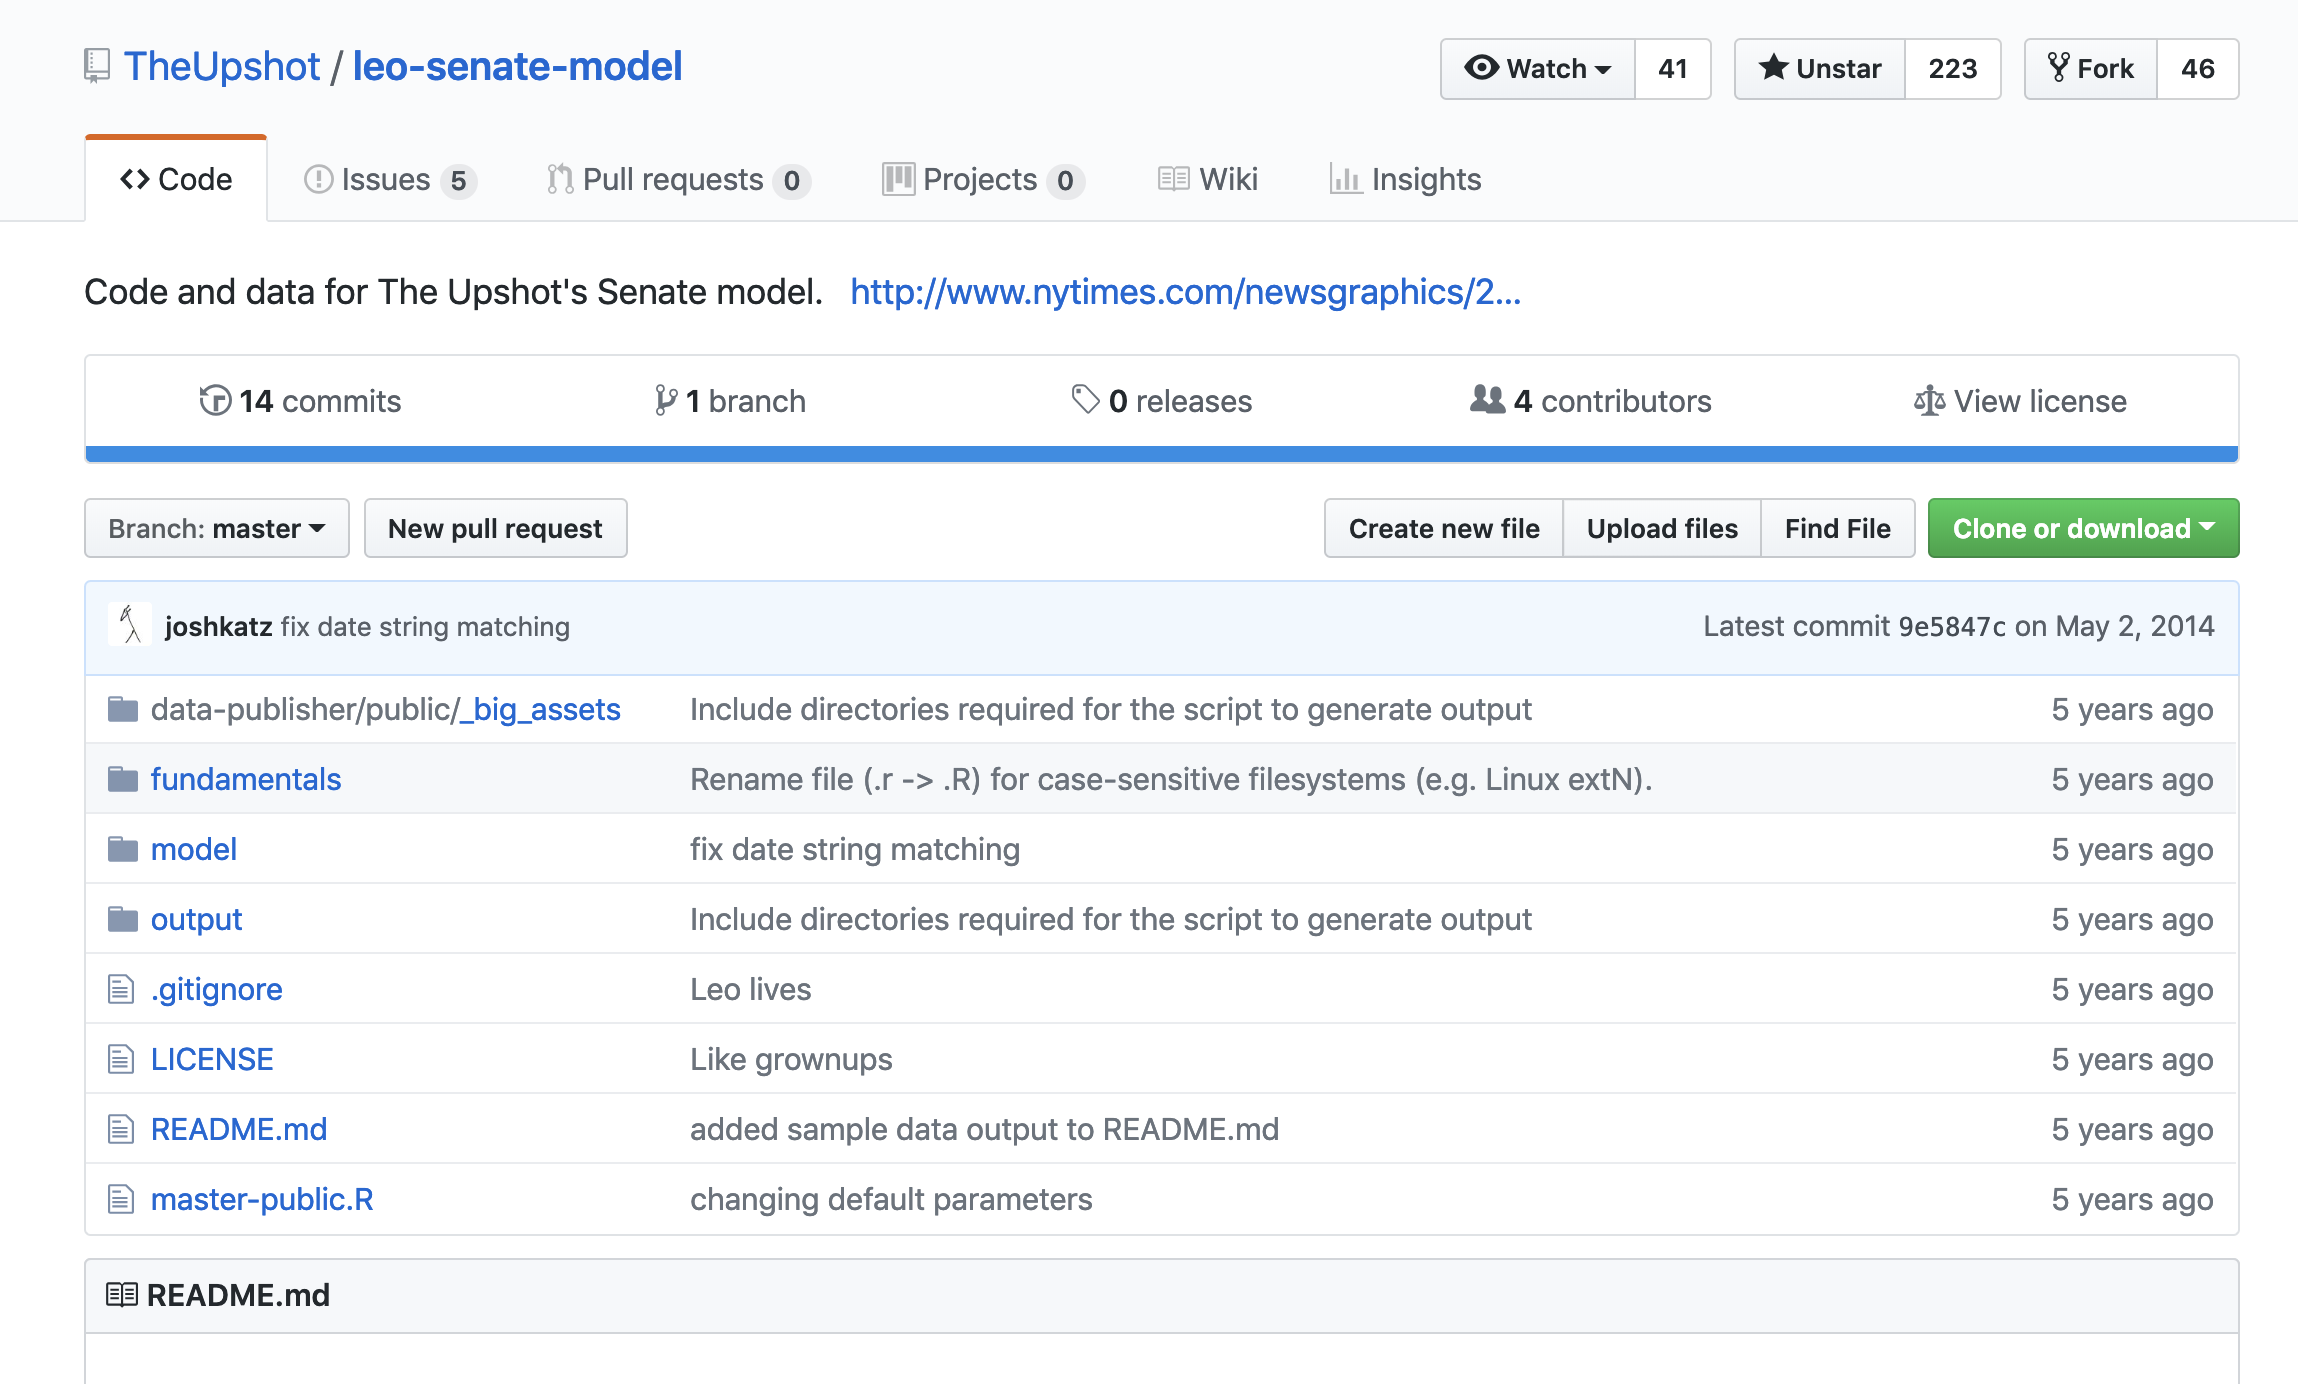 TheUpshot / leo-senate-model Watch 41 Unstar 223 Fork 46
Code Issues 5 Pull requests 0 Projects 0 Wiki Insights
Code and data for The Upshot's Senate model. http://www.nytimes.com/newsgraphics/2...
14 commits 1 branch 0 releases 4 contributors View license
Branch: master New pull request Create new file Upload files Find File Clone or download
joshkatz fix date string matching Latest commit 9e5847c on May 2, 2014
data-publisher/public/_big_assets Include directories required for the script to generate output 5 years ago
fundamentals Rename file (.r -> .R) for case-sensitive filesystems (e.g. Linux extN). 5 years ago
model fix date string matching 5 years ago
output Include directories required for the script to generate output 5 years ago
.gitignore Leo lives 5 years ago
LICENSE Like grownups 5 years ago
README.md added sample data output to README.md 5 years ago
master-public.R changing default parameters 5 years ago
README.md